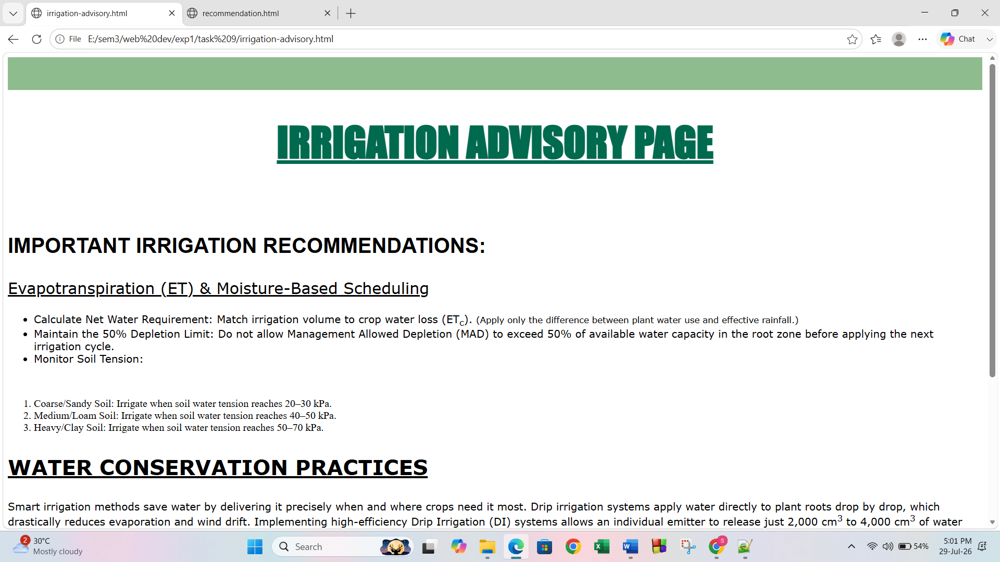 irrigation-advisory.html
recommendation.html
File E:/sem3/web%20dev/exp1/task%209/irrigation-advisory.html
Chat
IRRIGATION ADVISORY PAGE
IMPORTANT IRRIGATION RECOMMENDATIONS:
Evapotranspiration (ET) & Moisture-Based Scheduling
• Calculate Net Water Requirement: Match irrigation volume to crop water loss (ETc). (Apply only the difference between plant water use and effective rainfall.)
• Maintain the 50% Depletion Limit: Do not allow Management Allowed Depletion (MAD) to exceed 50% of available water capacity in the root zone before applying the next
irrigation cycle.
• Monitor Soil Tension:
1. Coarse/Sandy Soil: Irrigate when soil water tension reaches 20–30 kPa.
2. Medium/Loam Soil: Irrigate when soil water tension reaches 40–50 kPa.
3. Heavy/Clay Soil: Irrigate when soil water tension reaches 50–70 kPa.
WATER CONSERVATION PRACTICES
Smart irrigation methods save water by delivering it precisely when and where crops need it most. Drip irrigation systems apply water directly to plant roots drop by drop, which
drastically reduces evaporation and wind drift. Implementing high-efficiency Drip Irrigation (DI) systems allows an individual emitter to release just 2,000 cm³ to 4,000 cm³ of water
2
30°C
Mostly cloudy
Search
S
54%
5:01 PM
29-Jul-26